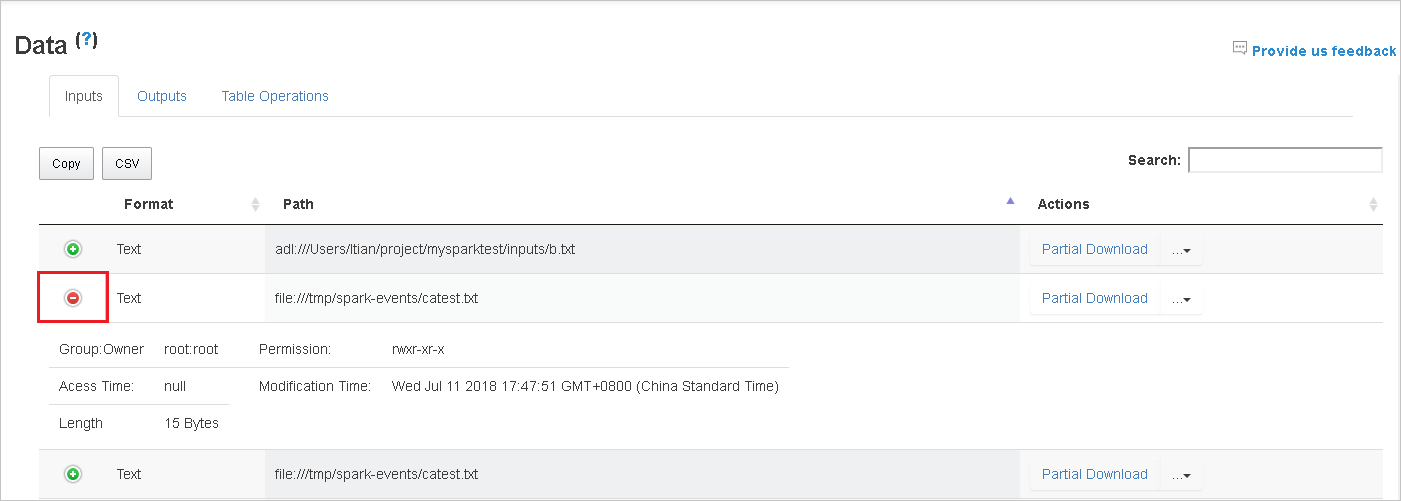 Data (?)
Provide us feedback
Inputs Outputs Table Operations
Copy CSV Search:
Format Path Actions
Text adl:///Users/ltian/project/mysparktest/inputs/b.txt Partial Download ...
Text file:///tmp/spark-events/catest.txt Partial Download ...
Group:Owner root:root Permission: rwxr-xr-x
Acess Time: null Modification Time: Wed Jul 11 2018 17:47:51 GMT+0800 (China Standard Time)
Length 15 Bytes
Text file:///tmp/spark-events/catest.txt Partial Download ...